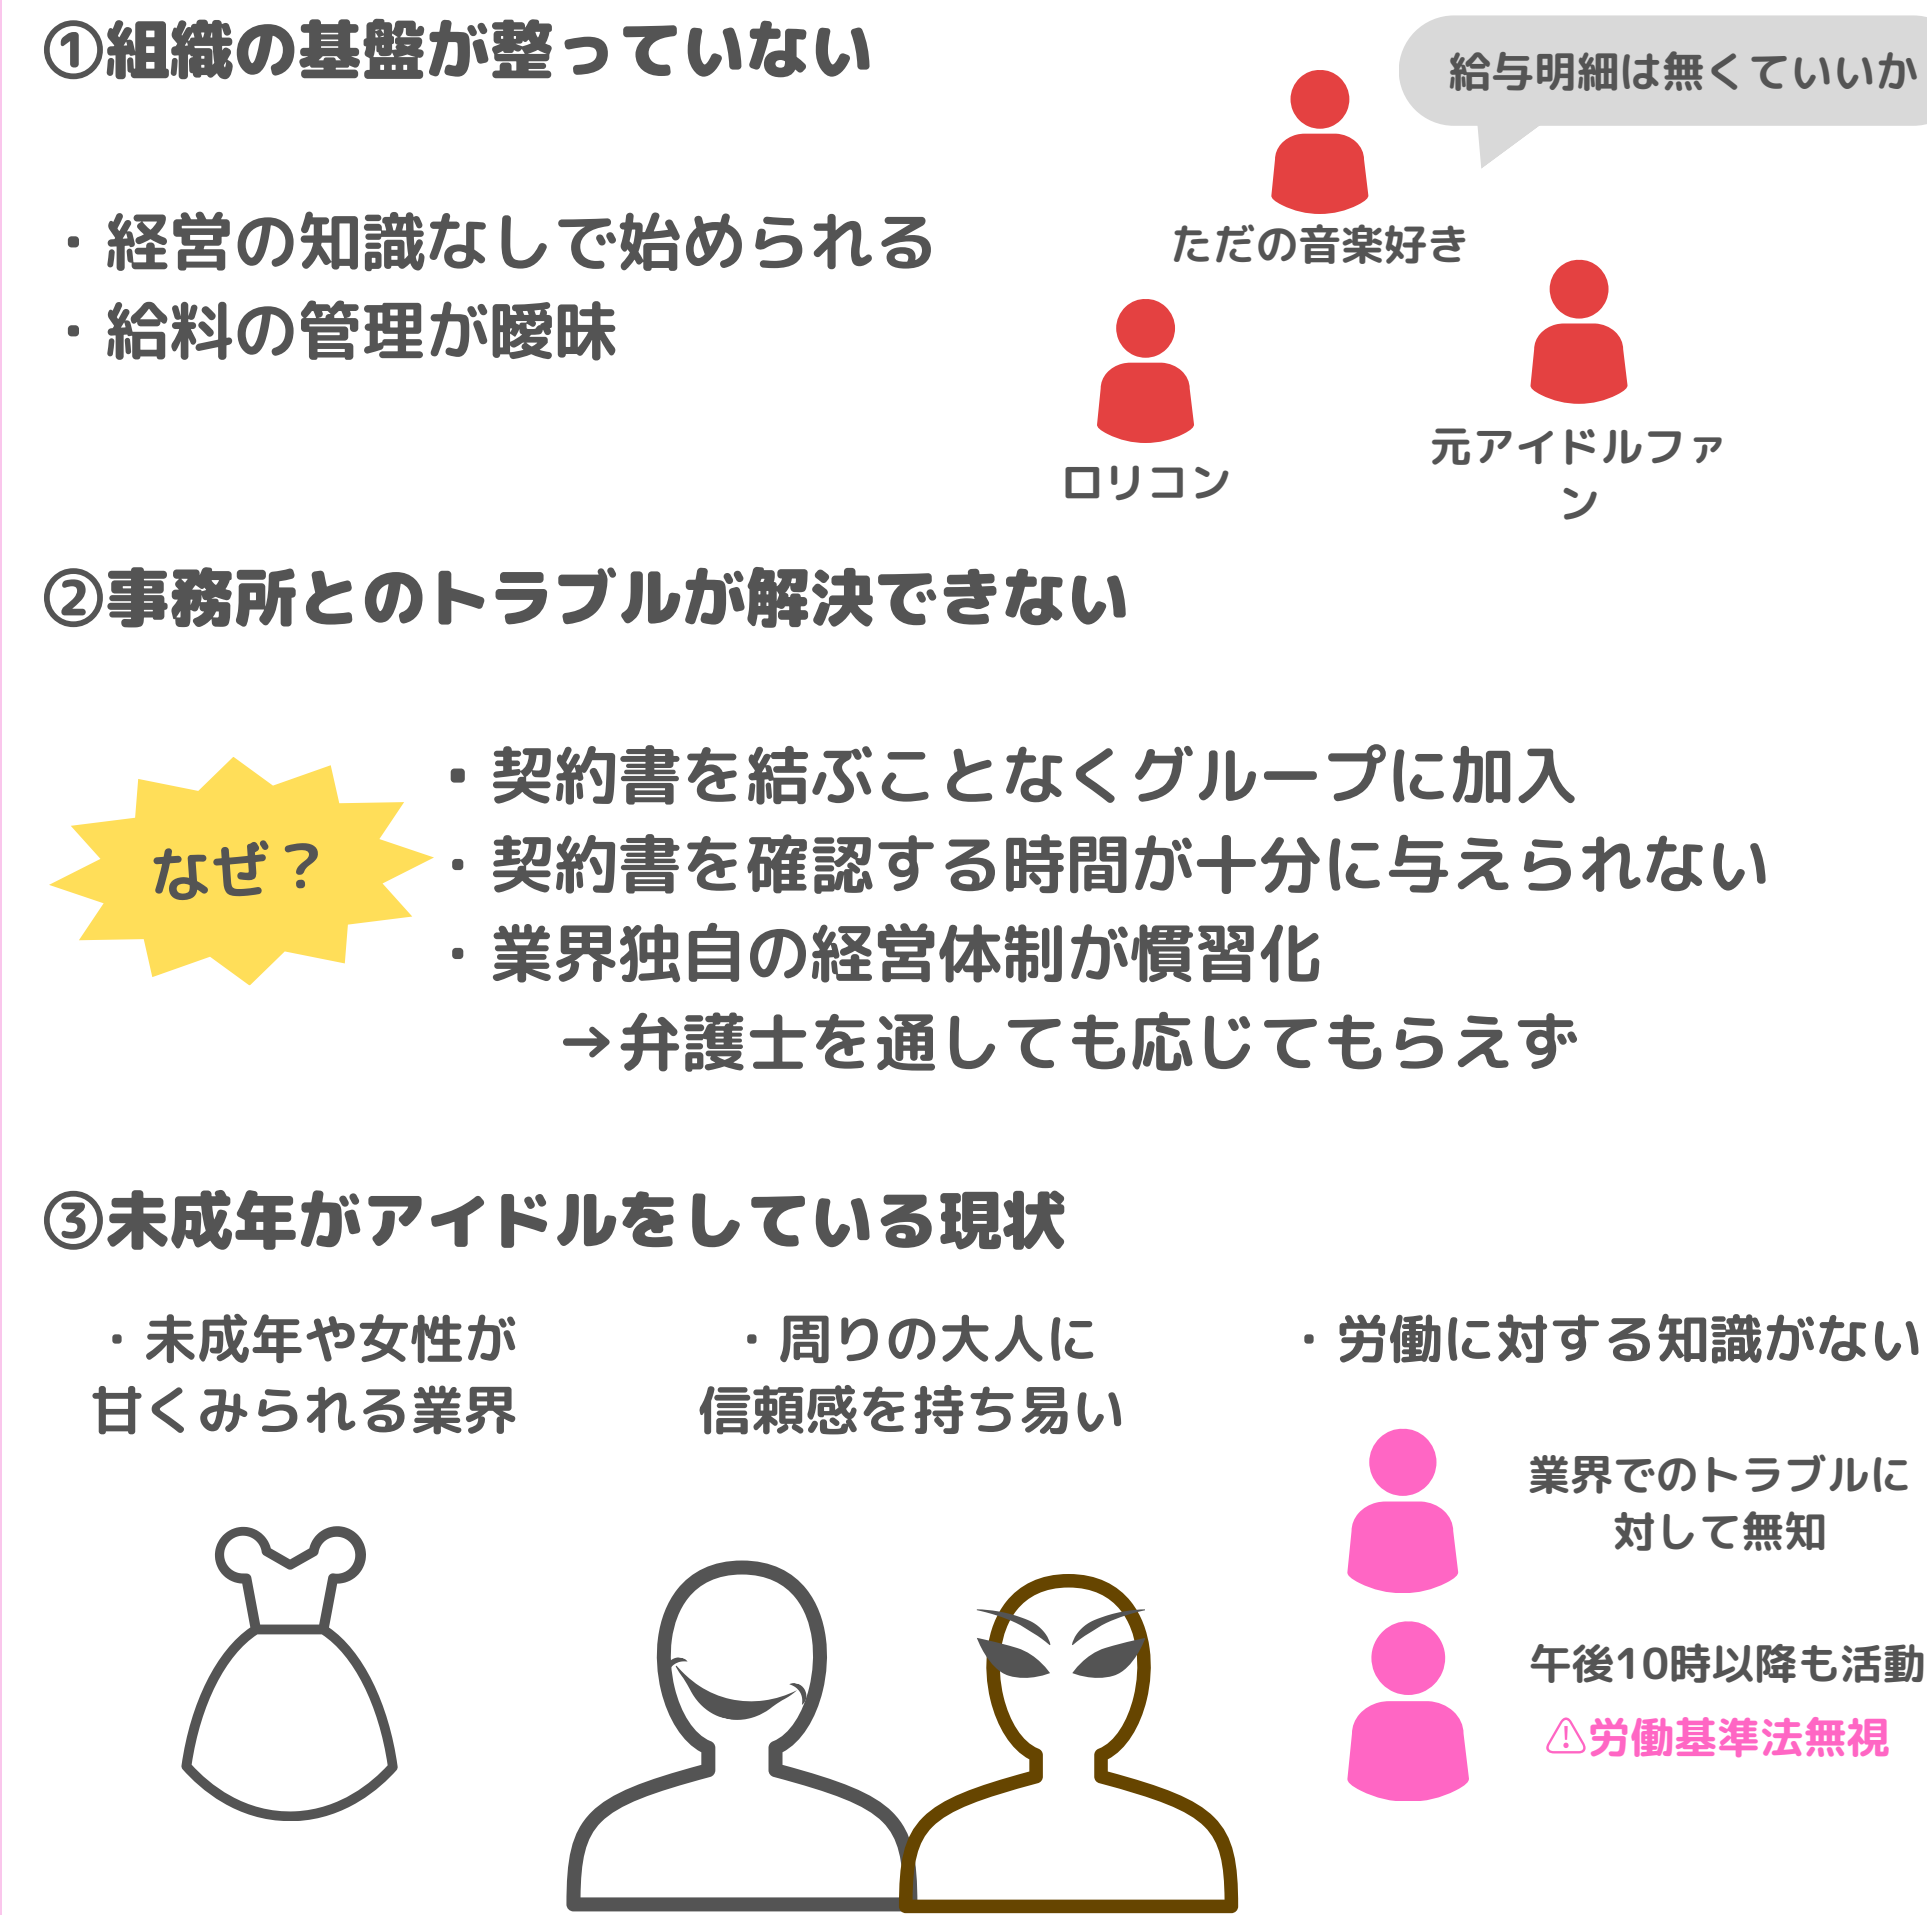 ①組織の基盤が整っていない
給与明細は無くていいか
・経営の知識なしで始められる
・給料の管理が曖昧
ただの音楽好き
ロリコン
元アイドルファ
ン
②事務所とのトラブルが解決できない
なぜ？
・契約書を結ぶことなくグループに加入
・契約書を確認する時間が十分に与えられない
・業界独自の経営体制が慣習化
→弁護士を通しても応じてもらえず
③未成年がアイドルをしている現状
・未成年や女性が
甘くみられる業界
・周りの大人に
信頼感を持ち易い
・労働に対する知識がない
業界でのトラブルに
対して無知
午後10時以降も活動
⚠労働基準法無視